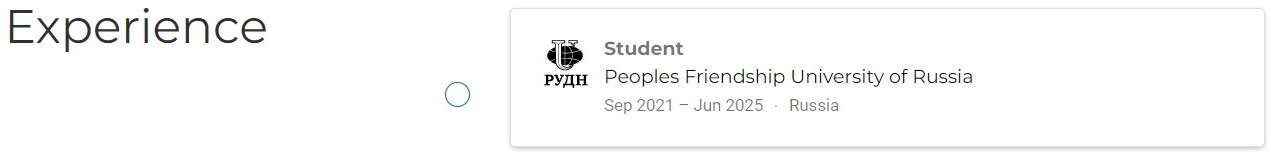 Experience
Student
РУДН
Peoples Friendship University of Russia
Sep 2021 – Jun 2025 · Russia